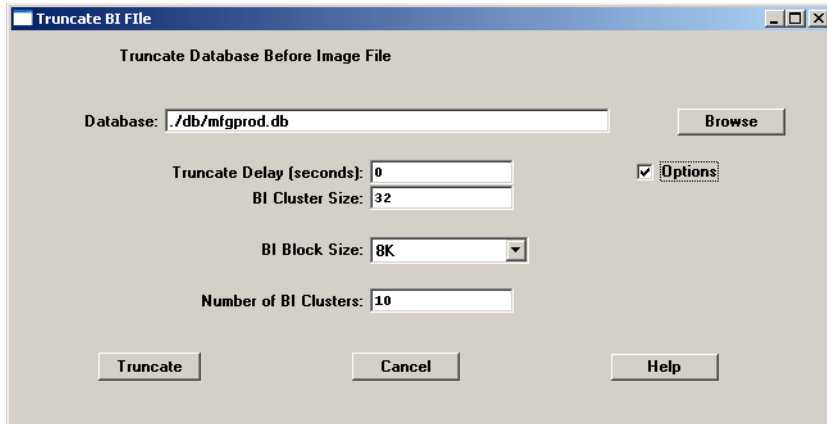 Truncate BI FIle
Truncate Database Before Image File
Database: ./db/mfgprod.db Browse
Truncate Delay (seconds): 0 Options
BI Cluster Size: 32
BI Block Size: 8K
Number of BI Clusters: 10
Truncate Cancel Help